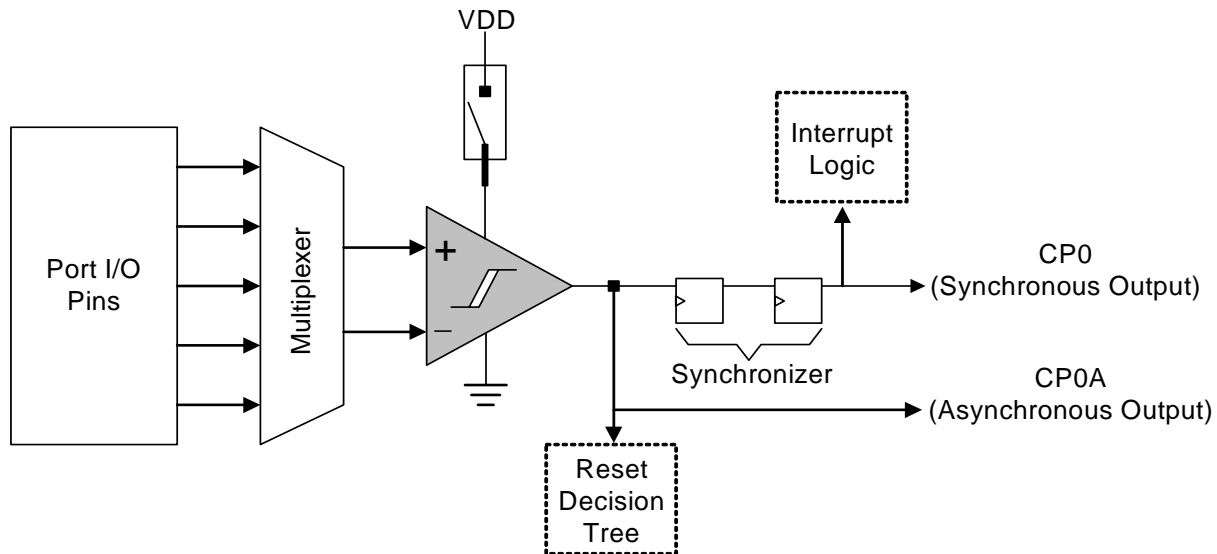 VDD
Interrupt
Logic
Port I/O
Pins
Multiplexer
+
−
CP0
(Synchronous Output)
Synchronizer
CP0A
(Asynchronous Output)
Reset
Decision
Tree